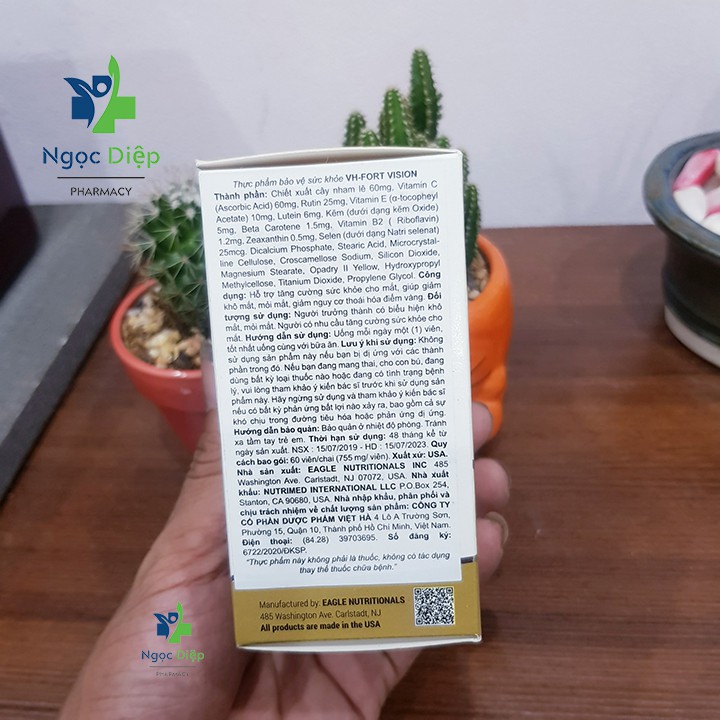 Ngọc Diệp
PHARMACY
Thực phẩm bảo vệ sức khỏe VH-FORT VISION
Thành phần: Chiết xuất cây nham lê 60mg, Vitamin C
(Ascorbic Acid) 60mg, Rutin 25mg, Vitamin E (α-tocopheyl
Acetate) 10mg, Lutein 6mg, Kẽm (dưới dạng kẽm Oxide)
5mg, Beta Carotene 1.5mg, Vitamin B2 ( Riboflavin)
1.2mg, Zeaxanthin 0.5mg, Selen (dưới dạng Natri selenat)
25mcg. Dicalcium Phosphate, Stearic Acid, Microcrystal-
line Cellulose, Croscamellose Sodium, Silicon Dioxide,
Magnesium Stearate, Opadry II Yellow, Hydroxypropyl
Methylcellose, Titanium Dioxide, Propylene Glycol. Công
dụng: Hỗ trợ tăng cường sức khỏe cho mắt, giúp giảm
khô mắt, mỏi mắt, giảm nguy cơ thoái hóa điểm vàng. Đối
tượng sử dụng: Người trưởng thành có biểu hiện khô
mắt, mỏi mắt. Người có nhu cầu tăng cường sức khỏe cho
mắt. Hướng dẫn sử dụng: Uống mỗi ngày một (1) viên,
tốt nhất uống cùng với bữa ăn. Lưu ý khi sử dụng: Không
sử dụng sản phẩm này nếu bạn bị dị ứng với các thành
phần trong đó. Nếu bạn đang mang thai, cho con bú, đang
dùng bất kỳ loại thuốc nào hoặc đang có tình trạng bệnh
lý, vui lòng tham khảo ý kiến bác sĩ trước khi sử dụng sản
phẩm này. Hãy ngừng sử dụng và tham khảo ý kiến bác sĩ
nếu có bất kỳ phản ứng bất lợi nào xảy ra, bao gồm cả sự
khó chịu trong đường tiêu hóa hoặc phản ứng dị ứng.
Hướng dẫn bảo quản: Bảo quản ở nhiệt độ phòng. Tránh
xa tầm tay trẻ em. Thời hạn sử dụng: 48 tháng kể từ
ngày sản xuất. NSX : 15/07/2019 - HD : 15/07/2023. Quy
cách bao gói: 60 viên/chai (755 mg/ viên). Xuất xứ: USA.
Nhà sản xuất: EAGLE NUTRITIONALS INC 485
Washington Ave. Carlstadt, NJ 07072, USA. Nhà xuất
khẩu: NUTRIMED INTERNATIONAL LLC P.O.Box 254,
Stanton, CA 90680, USA. Nhà nhập khẩu, phân phối và
chịu trách nhiệm về chất lượng sản phẩm: CÔNG TY
CỔ PHẦN DƯỢC PHẨM VIỆT HÀ 4 Lô A Trường Sơn,
Phường 15, Quận 10, Thành phố Hồ Chí Minh, Việt Nam.
Điện thoại: (84.28) 39703695. Số đăng ký:
6722/2020/ĐKSP.
"Thực phẩm này không phải là thuốc, không có tác dụng
thay thế thuốc chữa bệnh."
Manufactured by: EAGLE NUTRITIONALS
485 Washington Ave. Carlstadt, NJ
All products are made in the USA
Ngọc Diệp
PHARMACY